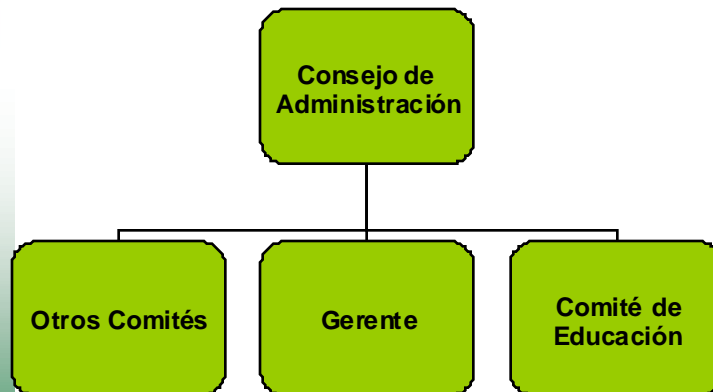 Consejo de
Administración
Otros Comités
Gerente
Comité de
Educación